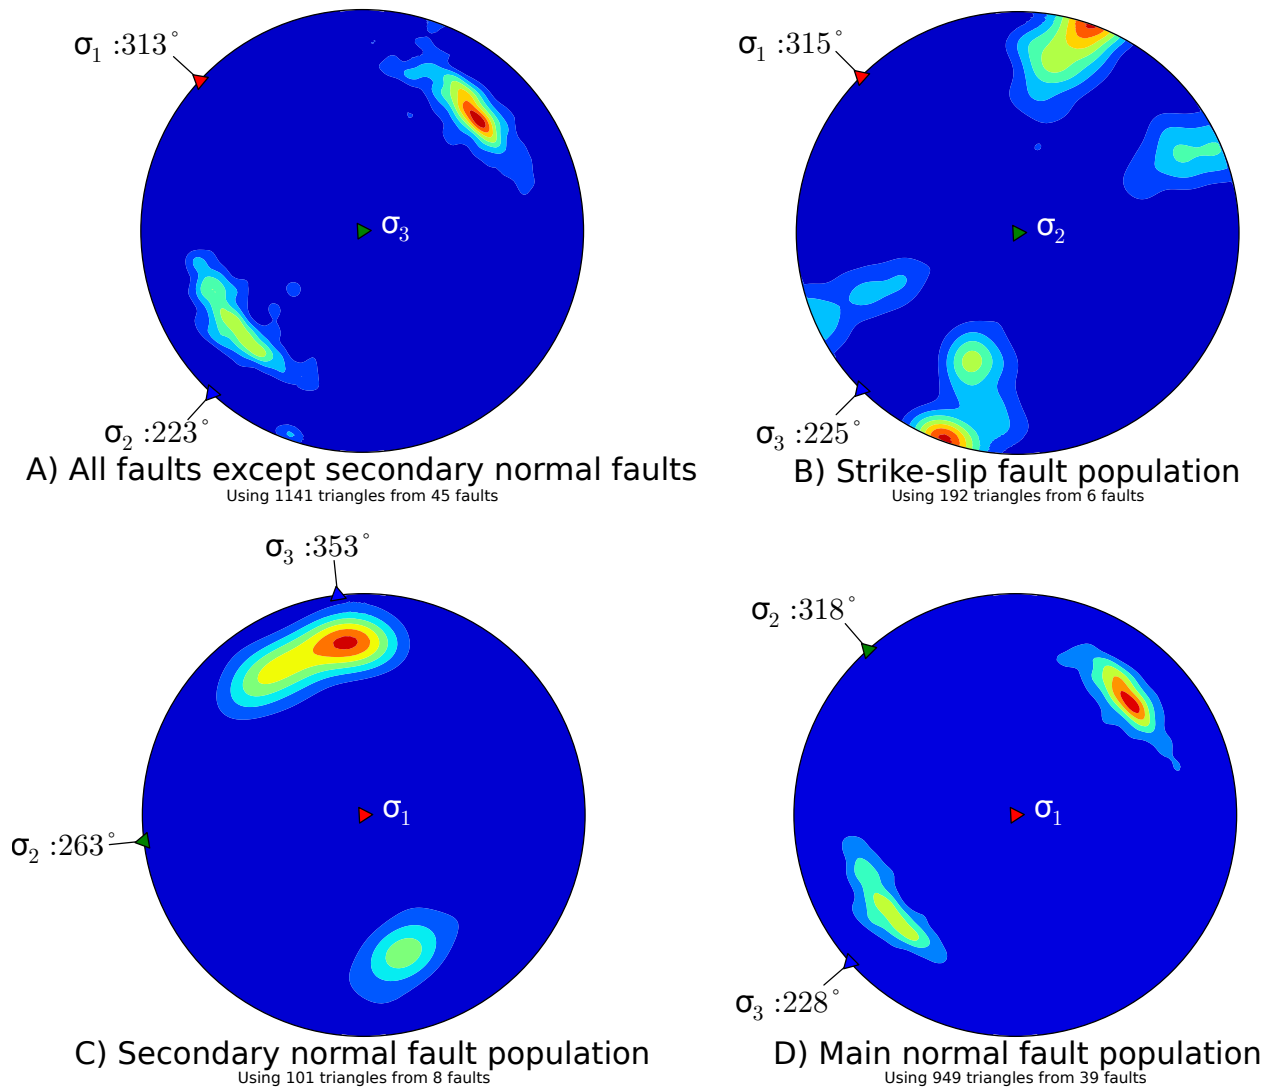 σ1 :313°
σ3
σ2 :223°
A) All faults except secondary normal faults
Using 1141 triangles from 45 faults
σ1 :315°
σ2
σ3 :225°
B) Strike-slip fault population
Using 192 triangles from 6 faults
σ3 :353°
σ1
σ2 :263°
C) Secondary normal fault population
Using 101 triangles from 8 faults
σ2 :318°
σ1
σ3 :228°
D) Main normal fault population
Using 949 triangles from 39 faults